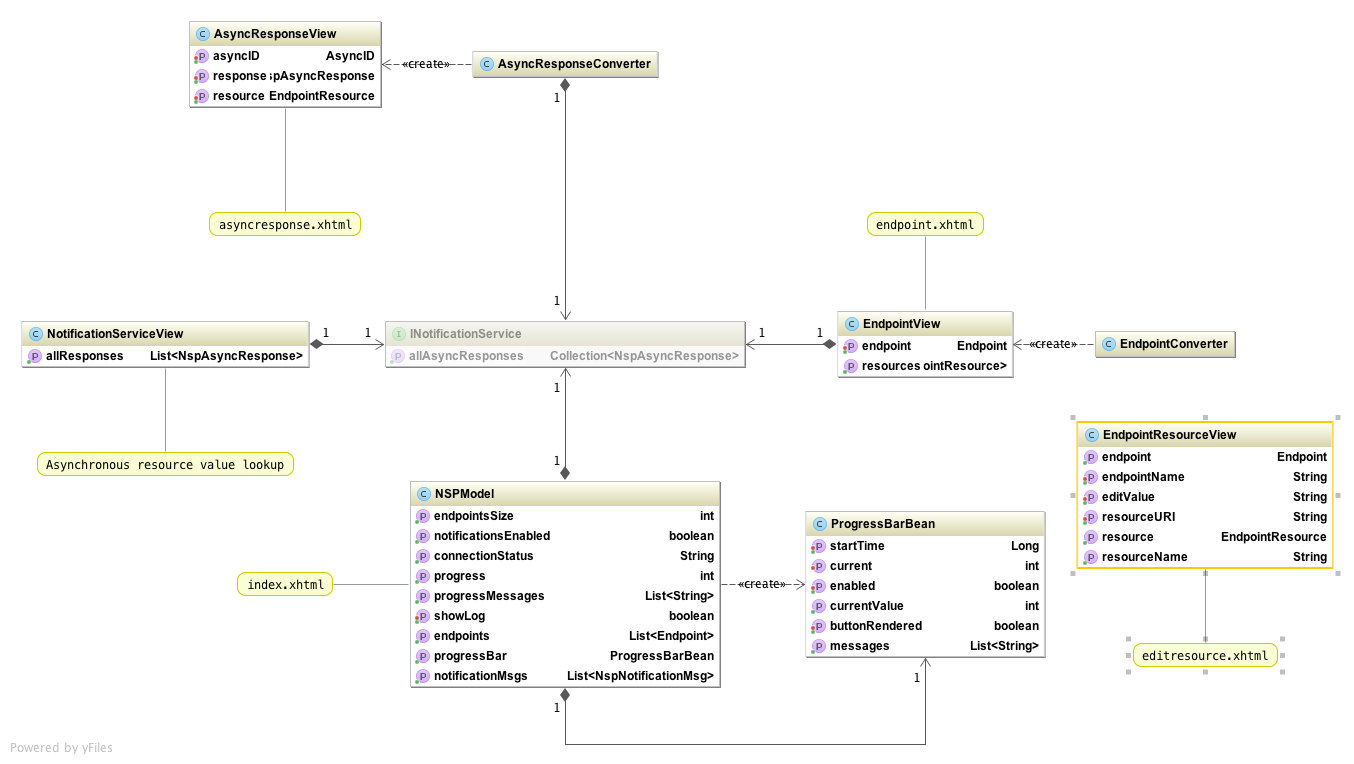 AsyncResponseView
asyncID AsyncID
response spAsyncResponse
resource EndpointResource
«create»
AsyncResponseConverter
1
1
asyncresponse.xhtml
endpoint.xhtml
NotificationServiceView
allResponses List<NspAsyncResponse>
1 1
INotificationService
allAsyncResponses Collection<NspAsyncResponse>
1 1
EndpointView
endpoint Endpoint
resources ointResource>
«create»
EndpointConverter
1
1
Asynchronous resource value lookup
EndpointResourceView
endpoint Endpoint
endpointName String
editValue String
resourceURI String
resource EndpointResource
resourceName String
editresource.xhtml
NSPModel
endpointsSize int
notificationsEnabled boolean
connectionStatus String
progress int
progressMessages List<String>
showLog boolean
endpoints List<Endpoint>
progressBar ProgressBarBean
notificationMsgs List<NspNotificationMsg>
index.xhtml
«create»
ProgressBarBean
startTime Long
current int
enabled boolean
currentValue int
buttonRendered boolean
messages List<String>
1
1
Powered by yFiles